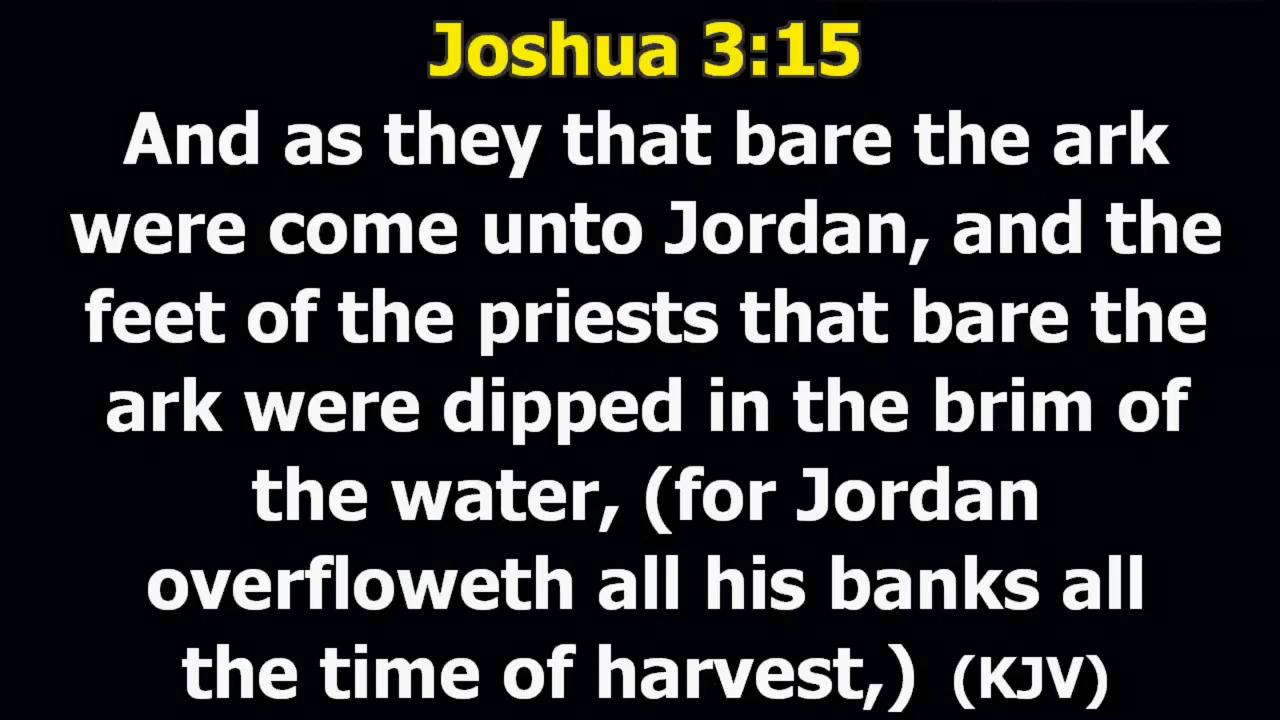 Joshua 3:15
And as they that bare the ark
were come unto Jordan, and the
feet of the priests that bare the
ark were dipped in the brim of
the water, (for Jordan
overfloweth all his banks all
the time of harvest,) (KJV)